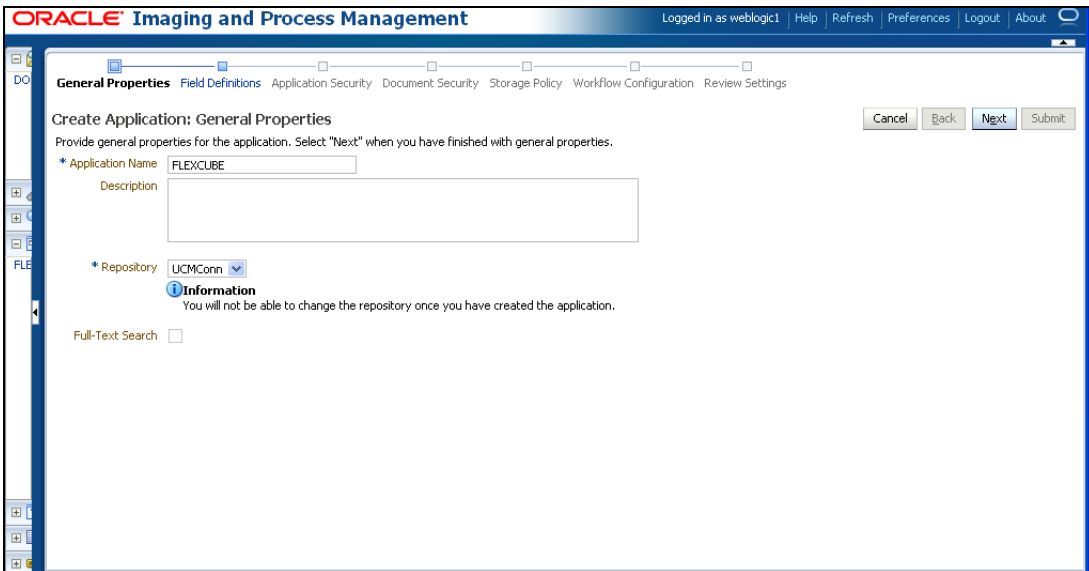 ORACLE Imaging and Process Management
Logged in as weblogic1 Help Refresh Preferences Logout About
DO
General Properties Field Definitions Application Security Document Security Storage Policy Workflow Configuration Review Settings
Create Application: General Properties
Cancel Back Next Submit
Provide general properties for the application. Select "Next" when you have finished with general properties.
* Application Name FLEXCUBE
Description
FLE
* Repository UCMConn
Information
You will not be able to change the repository once you have created the application.
Full-Text Search